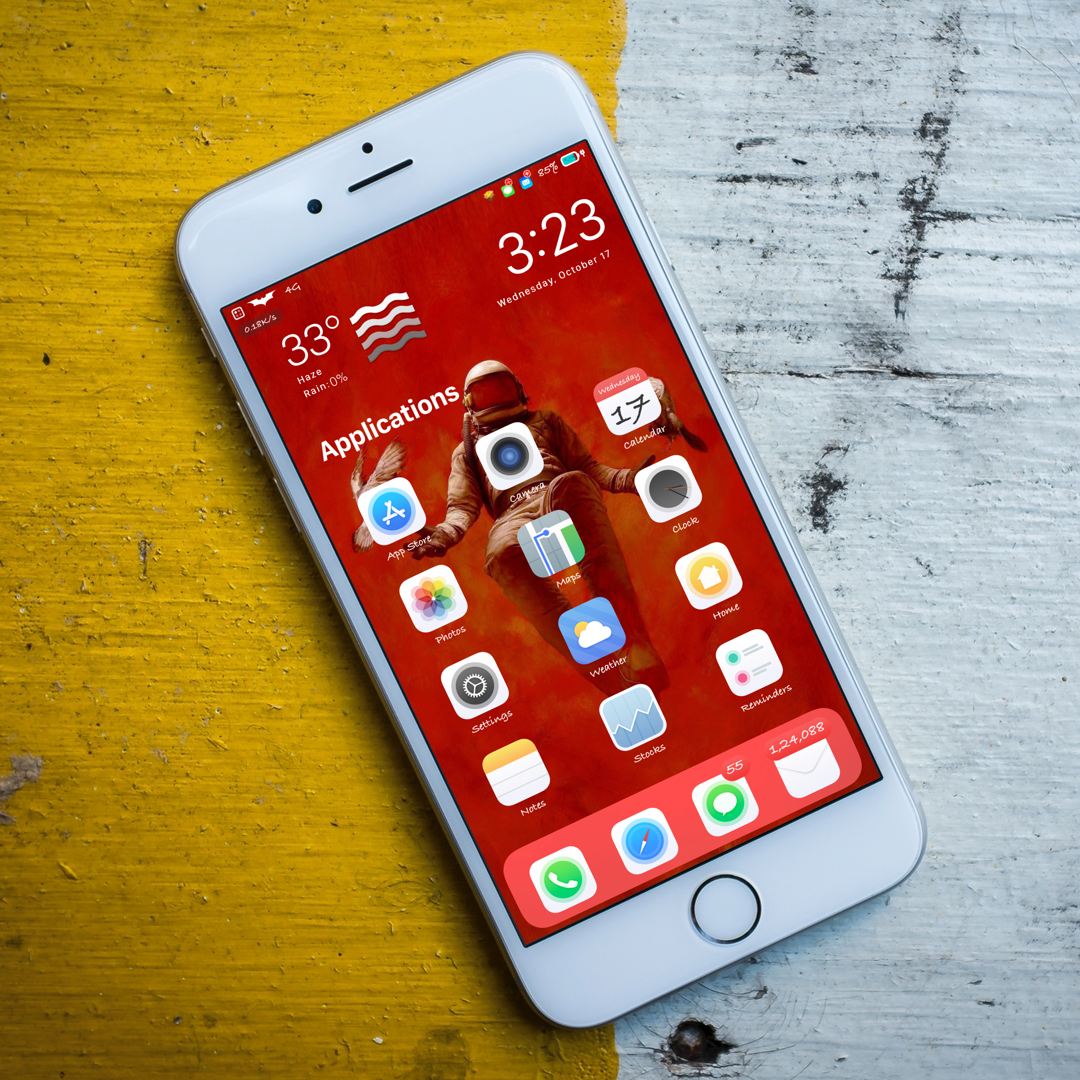 4G
85%
0.18K/s
3:23
Wednesday, October 17
33°
Haze
Rain:0%
Applications
Wednesday
17
App Store
Camera
Calendar
Photos
Maps
Clock
Settings
Weather
Home
Notes
Stocks
Reminders
55
1,24,088